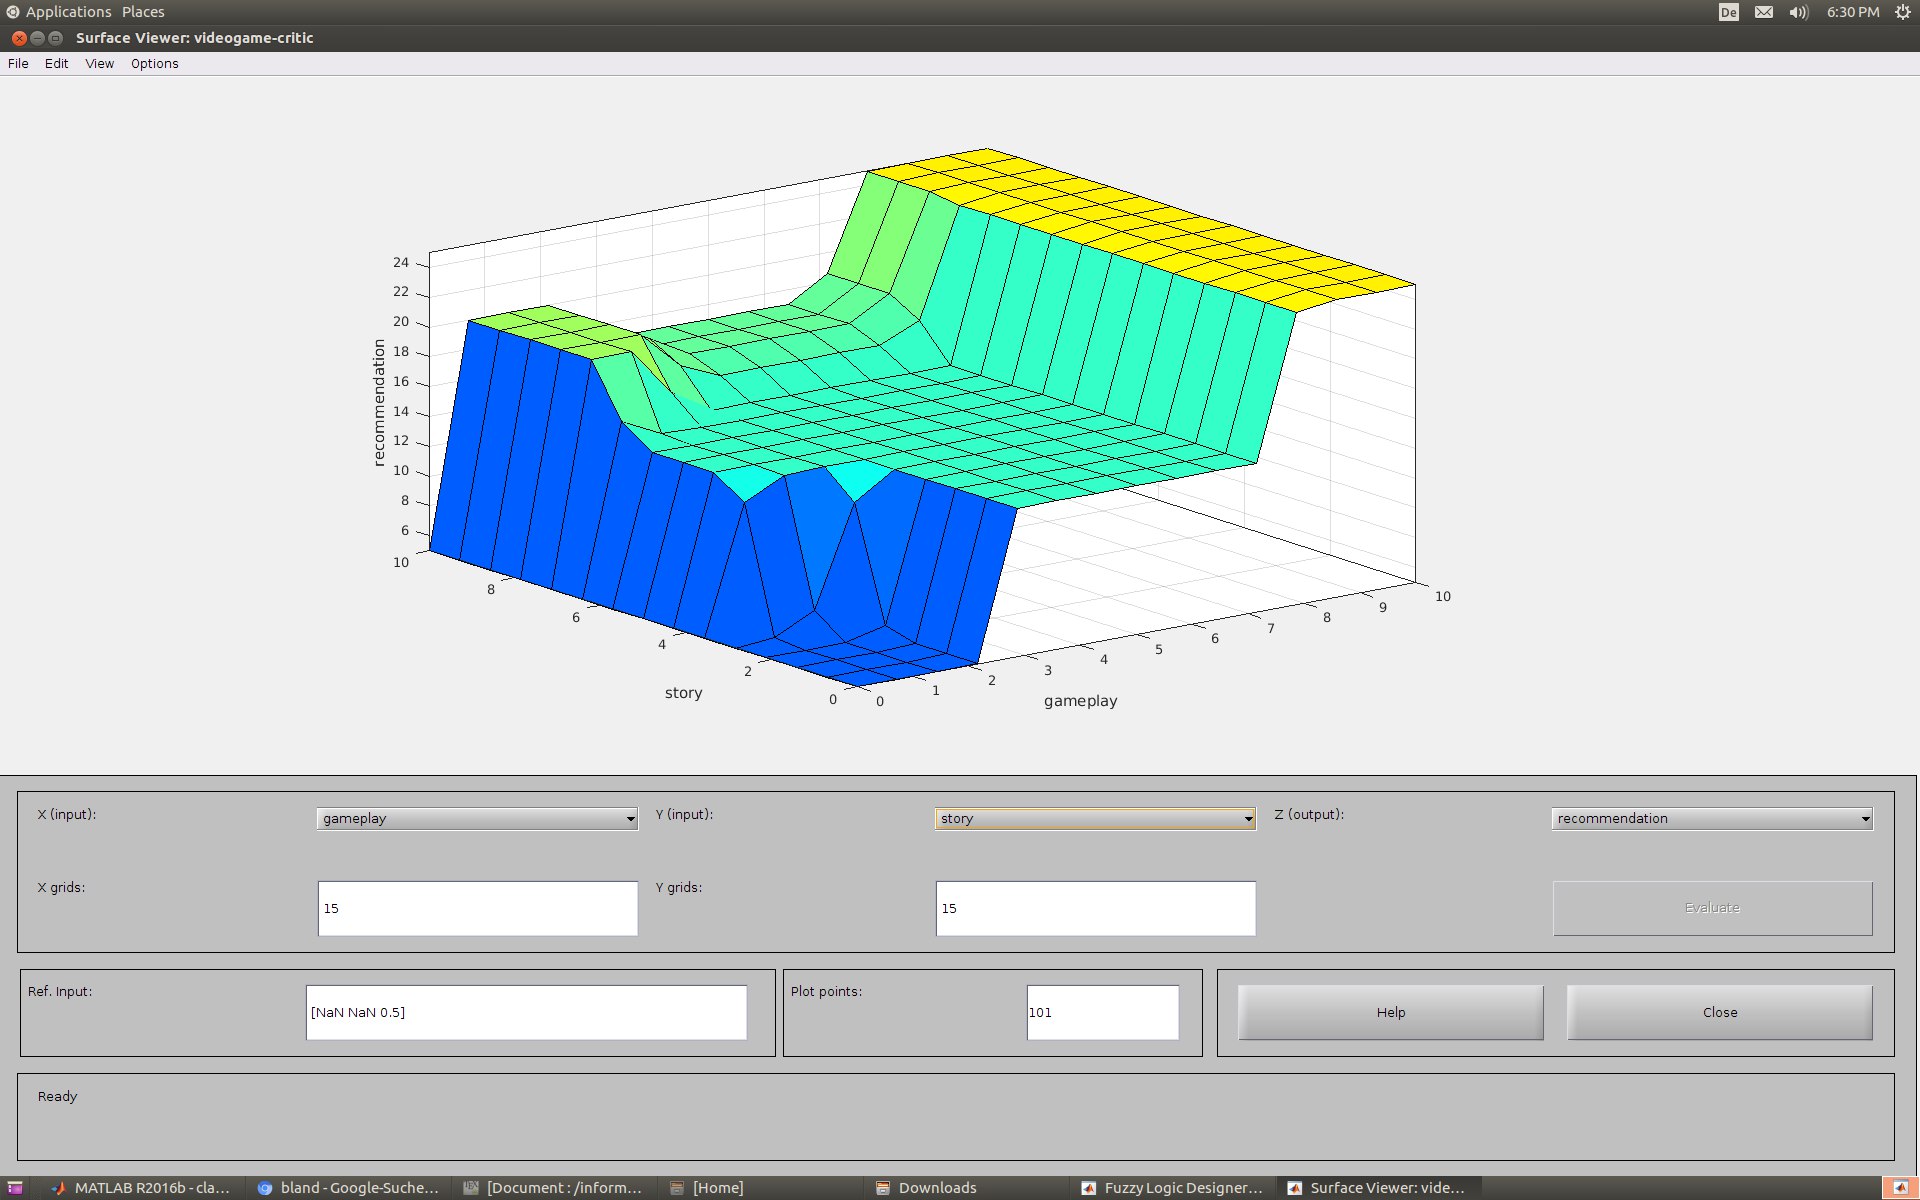 Applications Places
De
6:30 PM
Surface Viewer: videogame-critic
File Edit View Options
24
22
20
18
16
14
12
10
8
6
recommendation
10
8
6
4
2
0
story
0
1
2
3
4
5
6
7
8
9
10
gameplay
X (input): gameplay Y (input): story Z (output): recommendation
X grids: 15 Y grids: 15 Evaluate
Ref. Input: [NaN NaN 0.5] Plot points: 101 Help Close
Ready
MATLAB R2016b - cla... bland - Google-Suche... [Document : /inform... [Home] Downloads Fuzzy Logic Designer... Surface Viewer: vide...